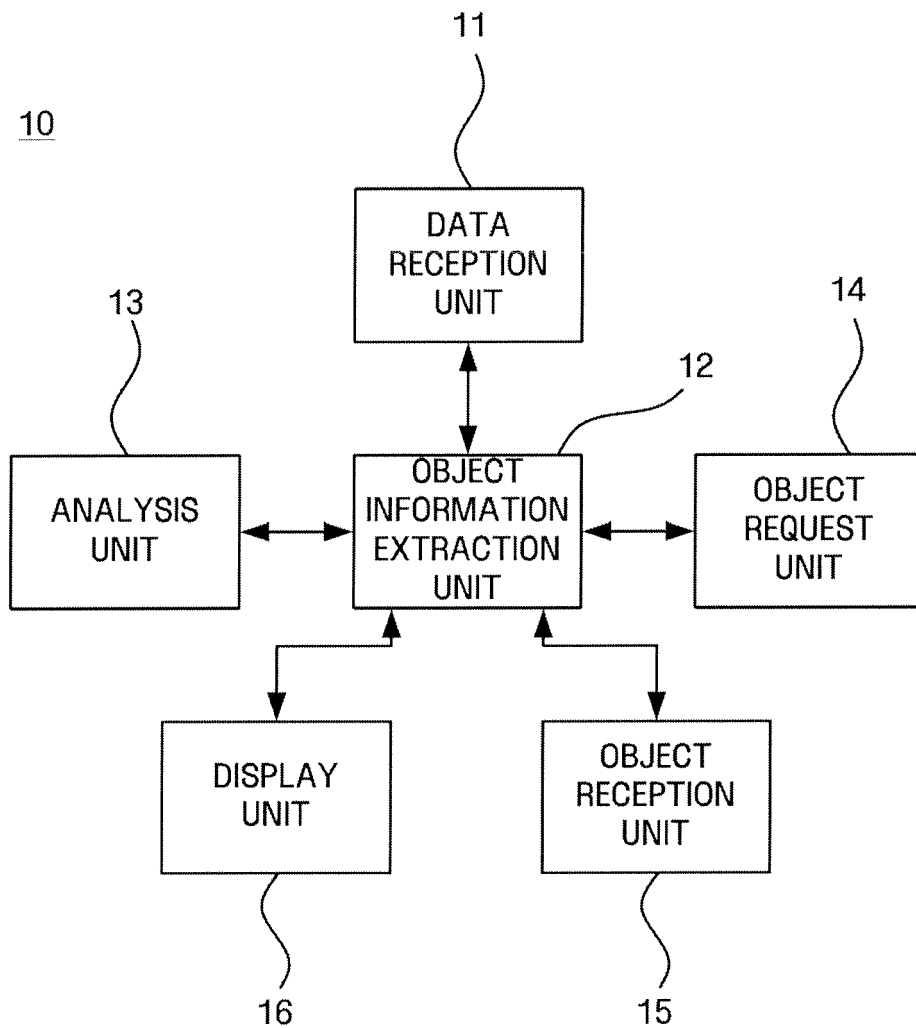 11
10
DATA
RECEPTION
UNIT
13
14
12
ANALYSIS
UNIT
OBJECT
INFORMATION
EXTRACTION
UNIT
OBJECT
REQUEST
UNIT
DISPLAY
UNIT
OBJECT
RECEPTION
UNIT
16
15